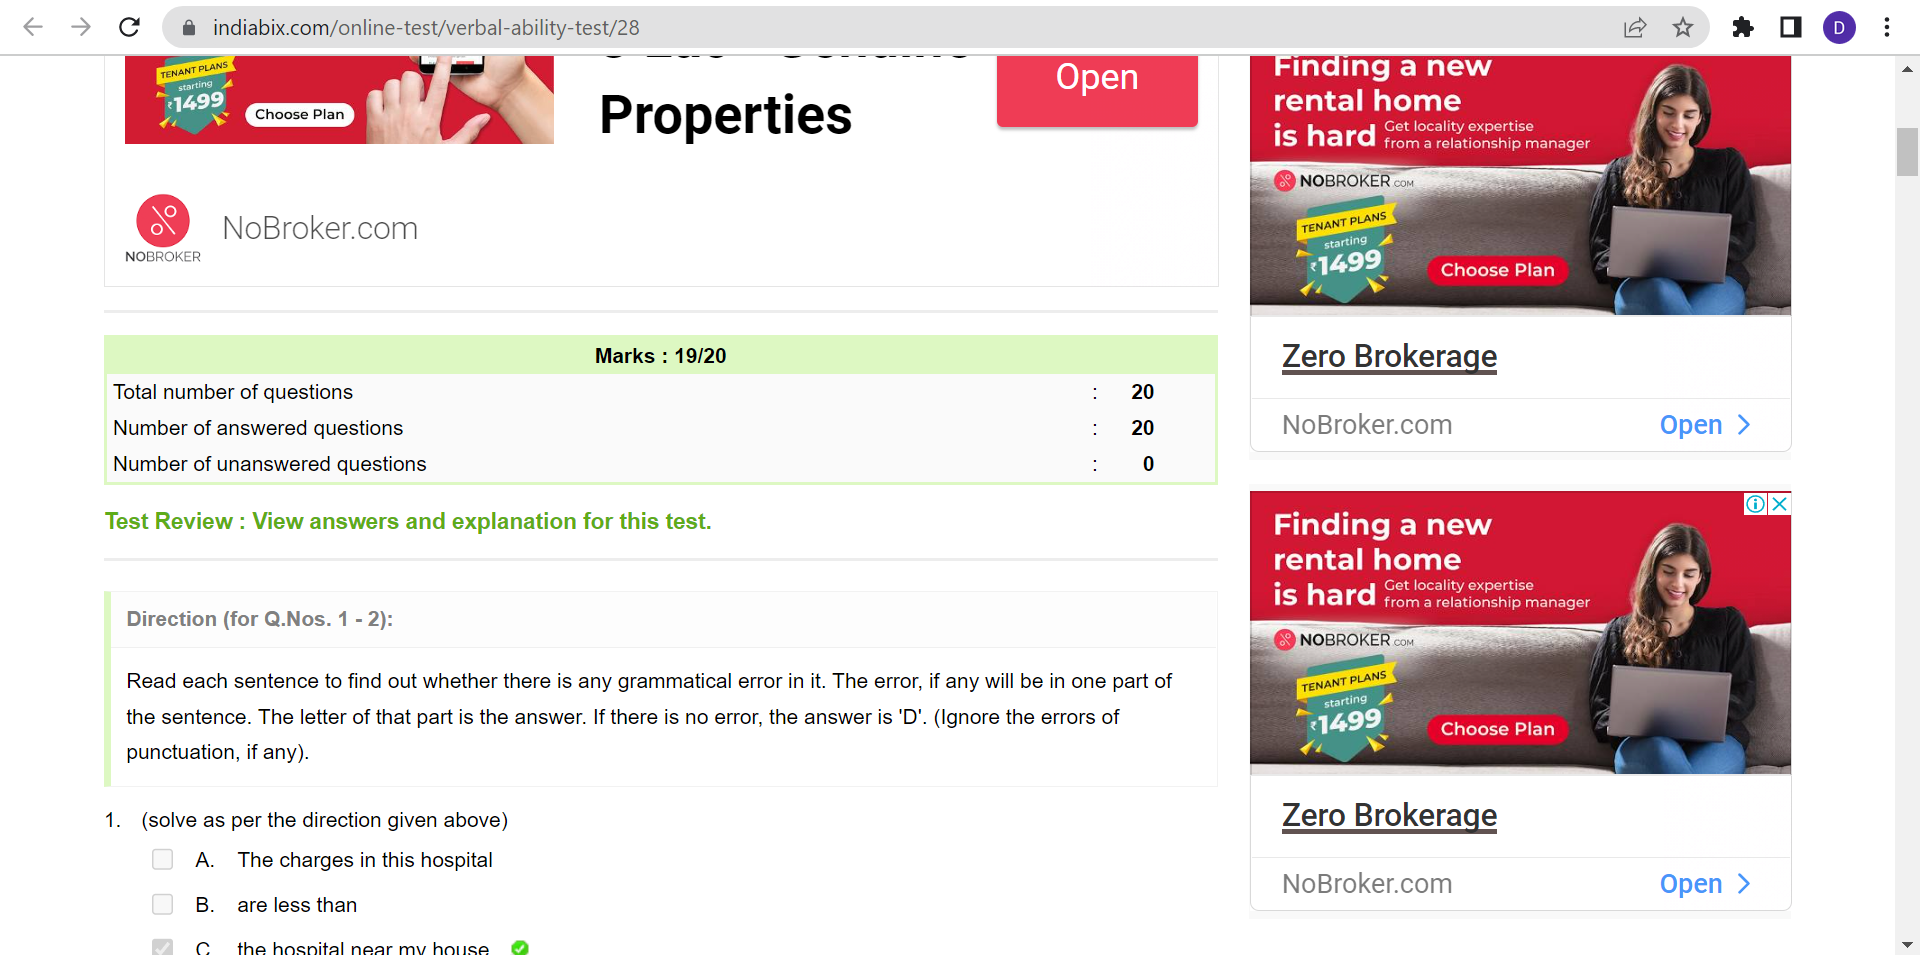 indiabix.com/online-test/verbal-ability-test/28
D
TENANT PLANS
starting
₹1499
Choose Plan
Properties
Open
NOBROKER
NoBroker.com
Marks : 19/20
Total number of questions : 20
Number of answered questions : 20
Number of unanswered questions : 0
Test Review : View answers and explanation for this test.
Direction (for Q.Nos. 1 - 2):
Read each sentence to find out whether there is any grammatical error in it. The error, if any will be in one part of
the sentence. The letter of that part is the answer. If there is no error, the answer is 'D'. (Ignore the errors of
punctuation, if any).
1. (solve as per the direction given above)
A. The charges in this hospital
B. are less than
C. the hospital near my house
Finding a new
rental home
is hard Get locality expertise
from a relationship manager
NOBROKER.COM
TENANT PLANS
starting
₹1499
Choose Plan
Zero Brokerage
NoBroker.com Open
Finding a new
rental home
is hard Get locality expertise
from a relationship manager
NOBROKER.COM
TENANT PLANS
starting
₹1499
Choose Plan
Zero Brokerage
NoBroker.com Open